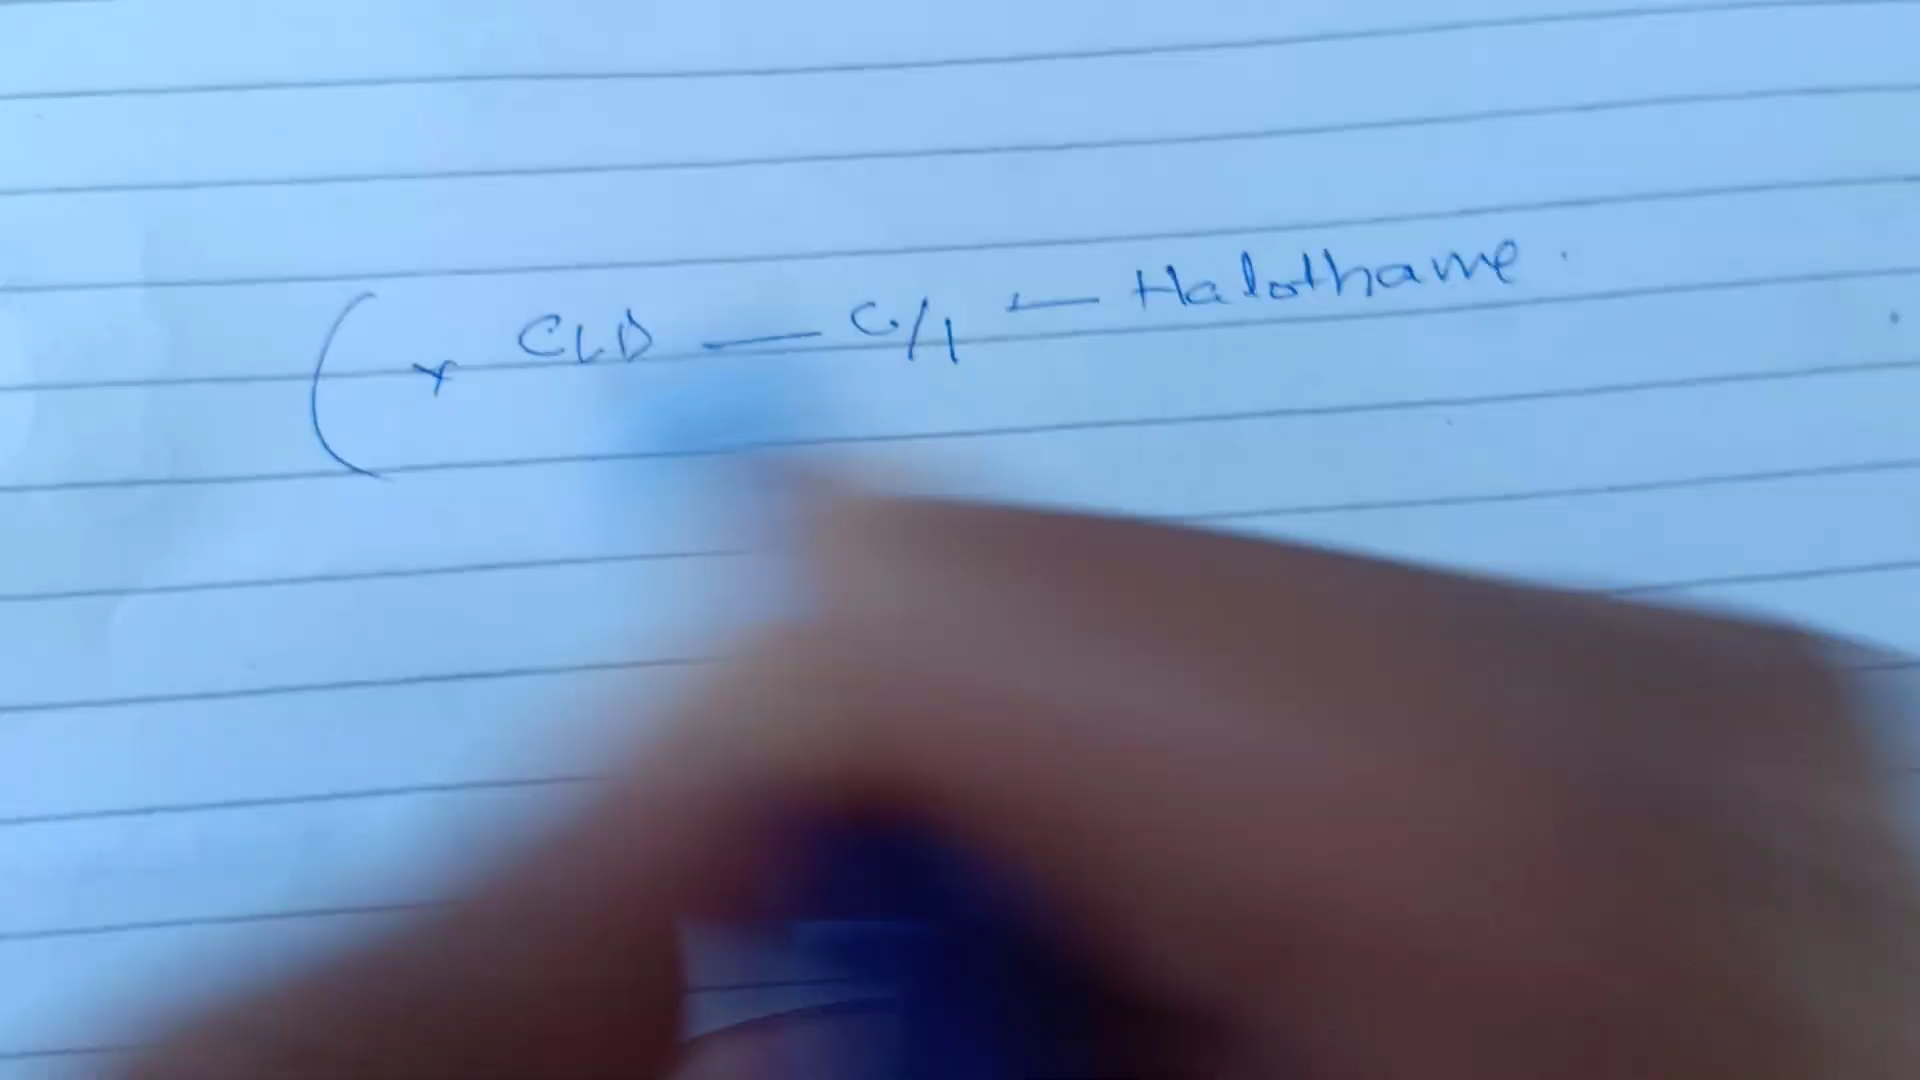 ( * CLD — C/I — Halothane.